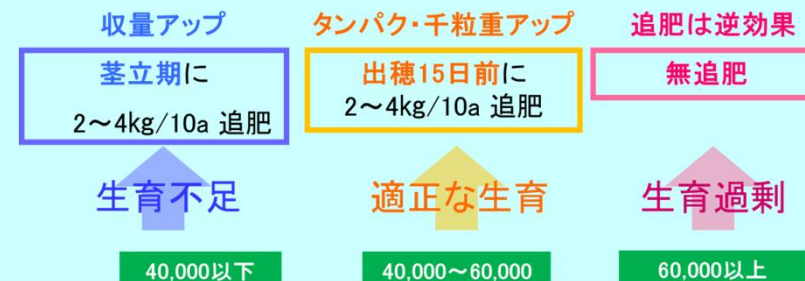 収量アップ
茎立期に
2～4kg/10a 追肥
生育不足
40,000以下
タンパク・千粒重アップ
出穂15日前に
2～4kg/10a 追肥
適正な生育
40,000～60,000
追肥は逆効果
無追肥
生育過剰
60,000以上